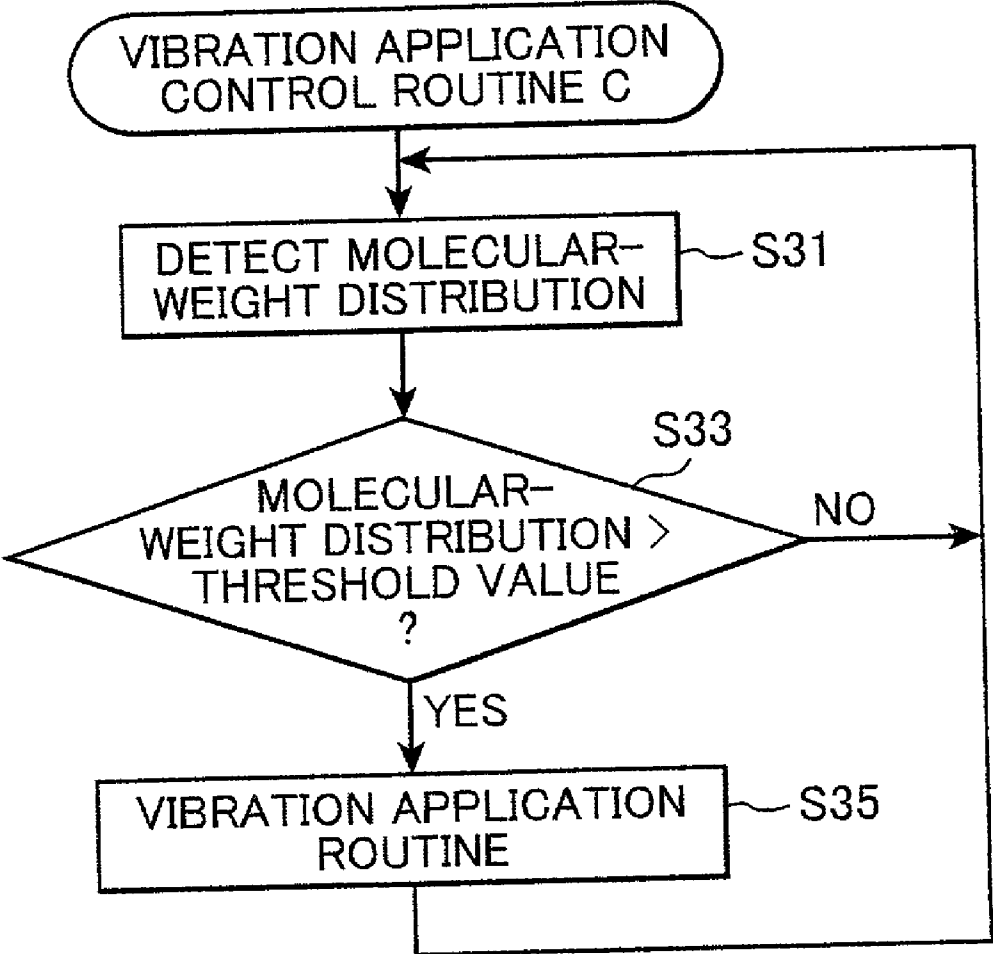 VIBRATION APPLICATION
CONTROL ROUTINE C
DETECT MOLECULAR-
WEIGHT DISTRIBUTION
S31
S33
MOLECULAR-
WEIGHT DISTRIBUTION >
THRESHOLD VALUE
?
NO
YES
VIBRATION APPLICATION
ROUTINE
S35